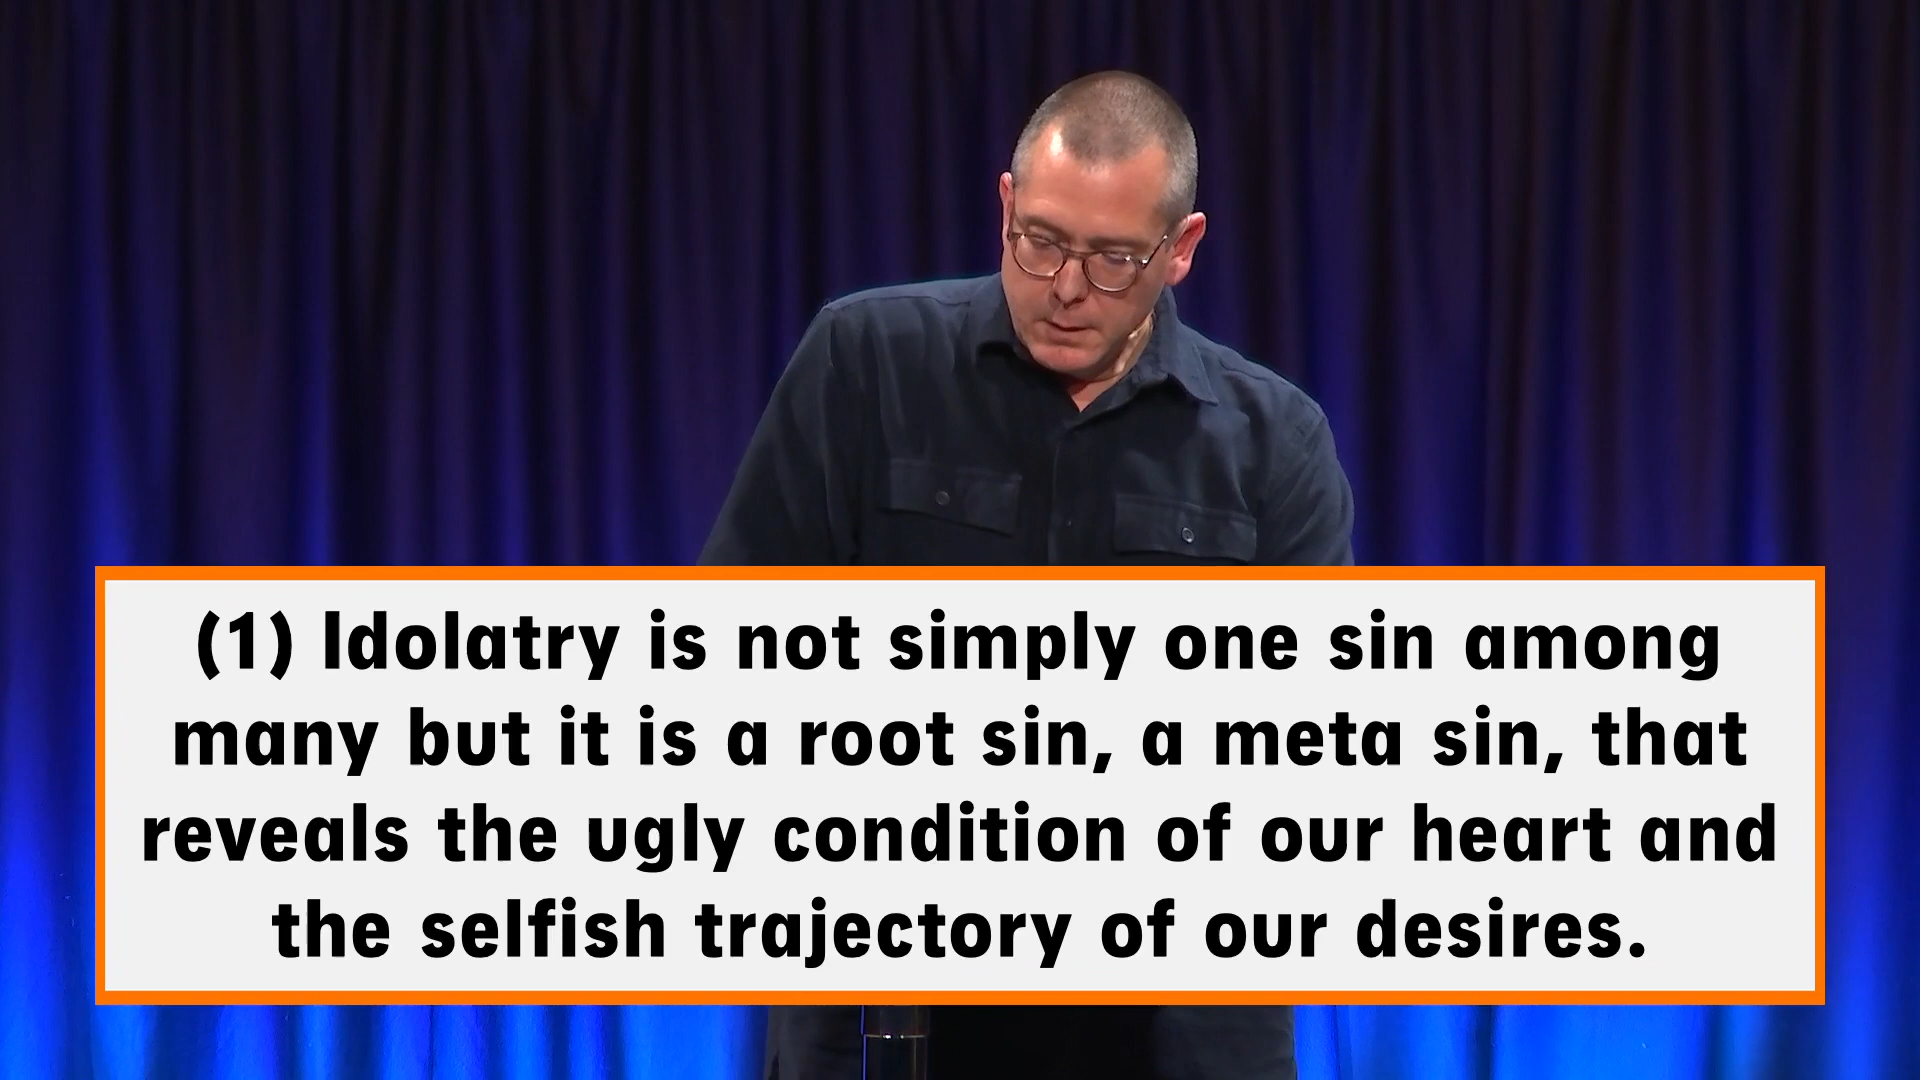 (1) Idolatry is not simply one sin among
many but it is a root sin, a meta sin, that
reveals the ugly condition of our heart and
the selfish trajectory of our desires.